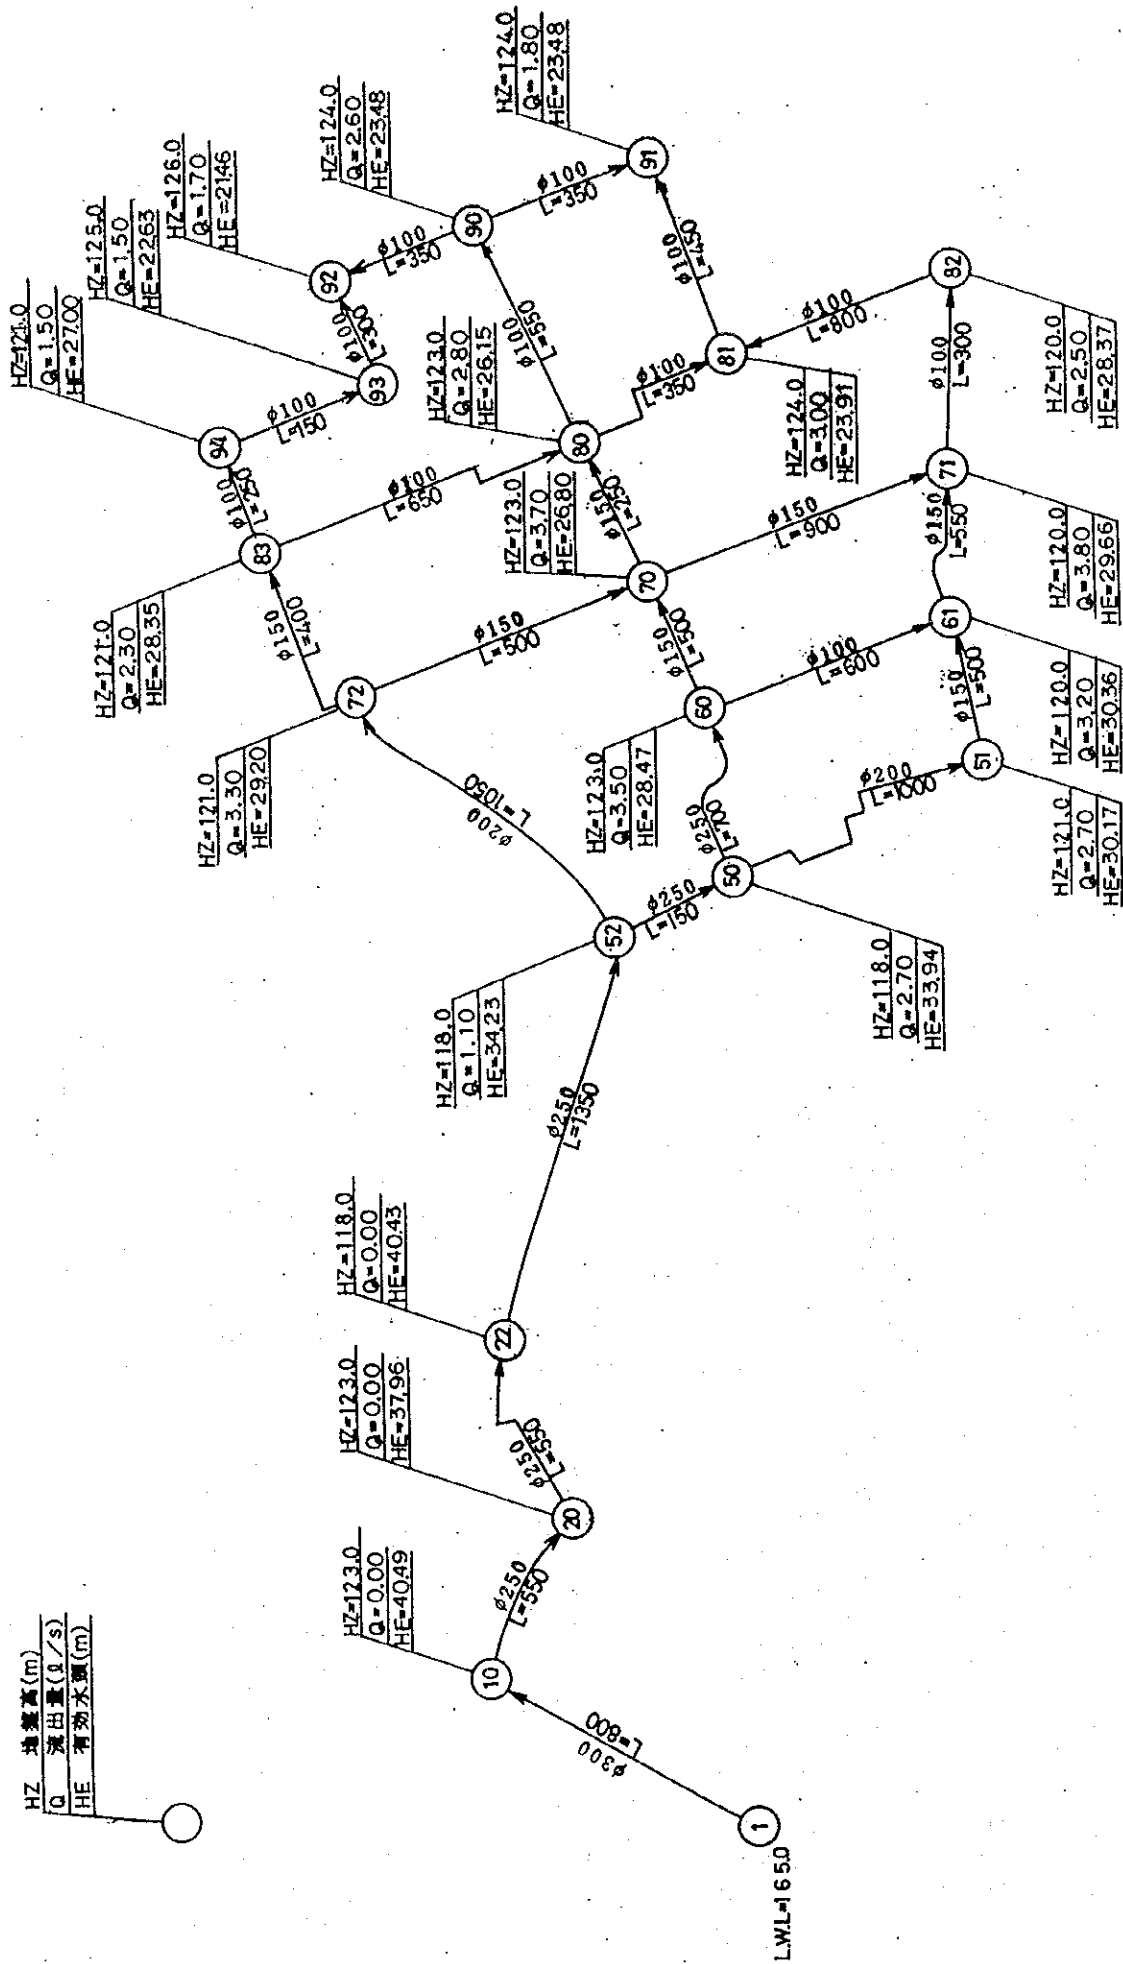 HZ 地盤高(m)
Q 流出量(l/s)
HE 有効水頭(m)
1
L.W.L=165.0
φ300
L=800
10
HZ=123.0
Q=0.00
HE=40.49
φ250
L=550
20
HZ=123.0
Q=0.00
HE=37.96
φ250
L=550
22
HZ=118.0
Q=0.00
HE=40.43
φ250
L=1350
52
HZ=118.0
Q=1.10
HE=34.23
φ250
L=150
50
HZ=118.0
Q=2.70
HE=33.94
φ200
L=1050
72
HZ=121.0
Q=3.30
HE=29.20
φ250
L=700
60
HZ=123.0
Q=3.50
HE=28.47
φ200
L=1000
51
HZ=121.0
Q=2.70
HE=30.17
φ150
L=500
61
HZ=120.0
Q=3.20
HE=30.36
φ100
L=600
φ150
L=500
70
HZ=123.0
Q=3.70
HE=26.80
φ150
L=500
φ150
L=400
83
HZ=121.0
Q=2.30
HE=28.35
φ150
L=550
71
HZ=120.0
Q=3.80
HE=29.66
φ150
L=900
φ150
L=250
80
HZ=123.0
Q=2.80
HE=26.15
φ100
L=650
φ100
L=250
94
HZ=121.0
Q=1.50
HE=27.00
φ100
L=150
93
HZ=125.0
Q=1.50
HE=22.63
φ100
L=300
92
HZ=126.0
Q=1.70
HE=21.46
φ100
L=350
90
HZ=124.0
Q=2.60
HE=23.48
φ100
L=550
φ100
L=350
81
HZ=124.0
Q=3.00
HE=23.91
φ100
L=300
82
HZ=120.0
Q=2.50
HE=28.37
φ100
L=800
φ100
L=450
φ100
L=350
91
HZ=124.0
Q=1.80
HE=23.48